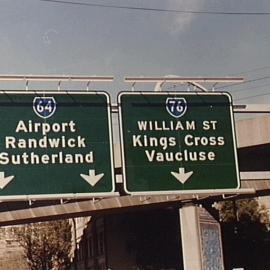 64
Airport
Randwick
Sutherland
76
WILLIAM ST
Kings Cross
Vaucluse